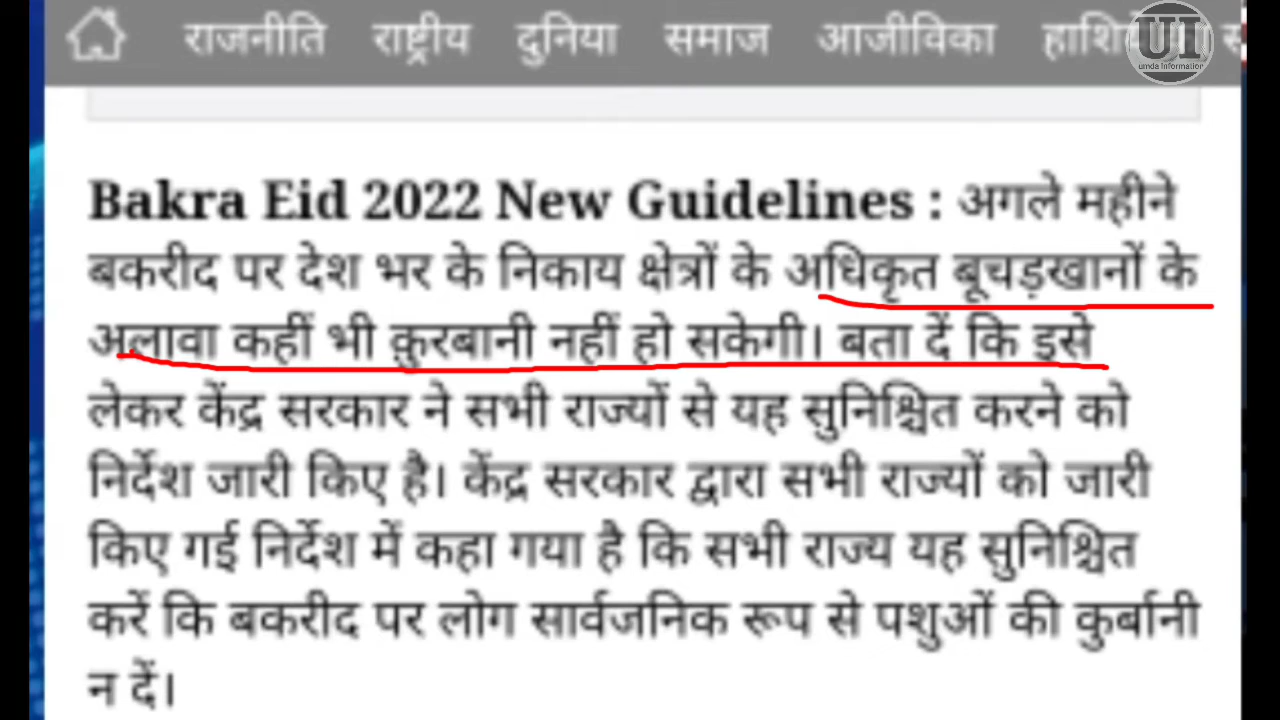 राजनीति राष्ट्रीय दुनिया समाज आजीविका
UI
umda information
Bakra Eid 2022 New Guidelines : अगले महीने
बकरीद पर देश भर के निकाय क्षेत्रों के अधिकृत बूचड़खानों के
अलावा कहीं भी क़ुरबानी नहीं हो सकेगी। बता दें कि इसे
लेकर केंद्र सरकार ने सभी राज्यों से यह सुनिश्चित करने को
निर्देश जारी किए है। केंद्र सरकार द्वारा सभी राज्यों को जारी
किए गई निर्देश में कहा गया है कि सभी राज्य यह सुनिश्चित
करें कि बकरीद पर लोग सार्वजनिक रूप से पशुओं की कुर्बानी
न दें।